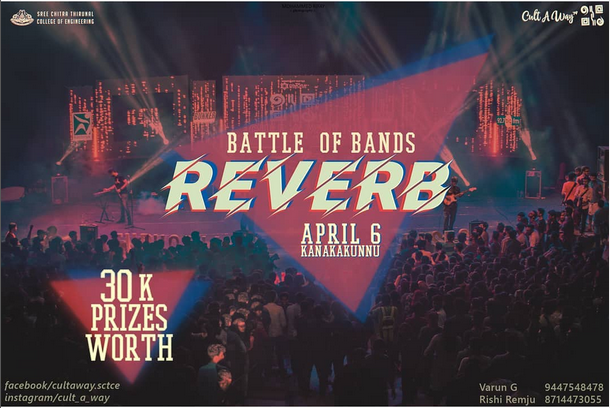 SREE CHITRA THIRUNAL
COLLEGE OF ENGINEERING
Cult A Way
BATTLE OF BANDS
REVERB
APRIL 6
KANAKAKUNNU
30 K
PRIZES
WORTH
facebook/cultaway.sctce
instagram/cult_a_way
Varun G 9447548478
Rishi Remju 8714473055